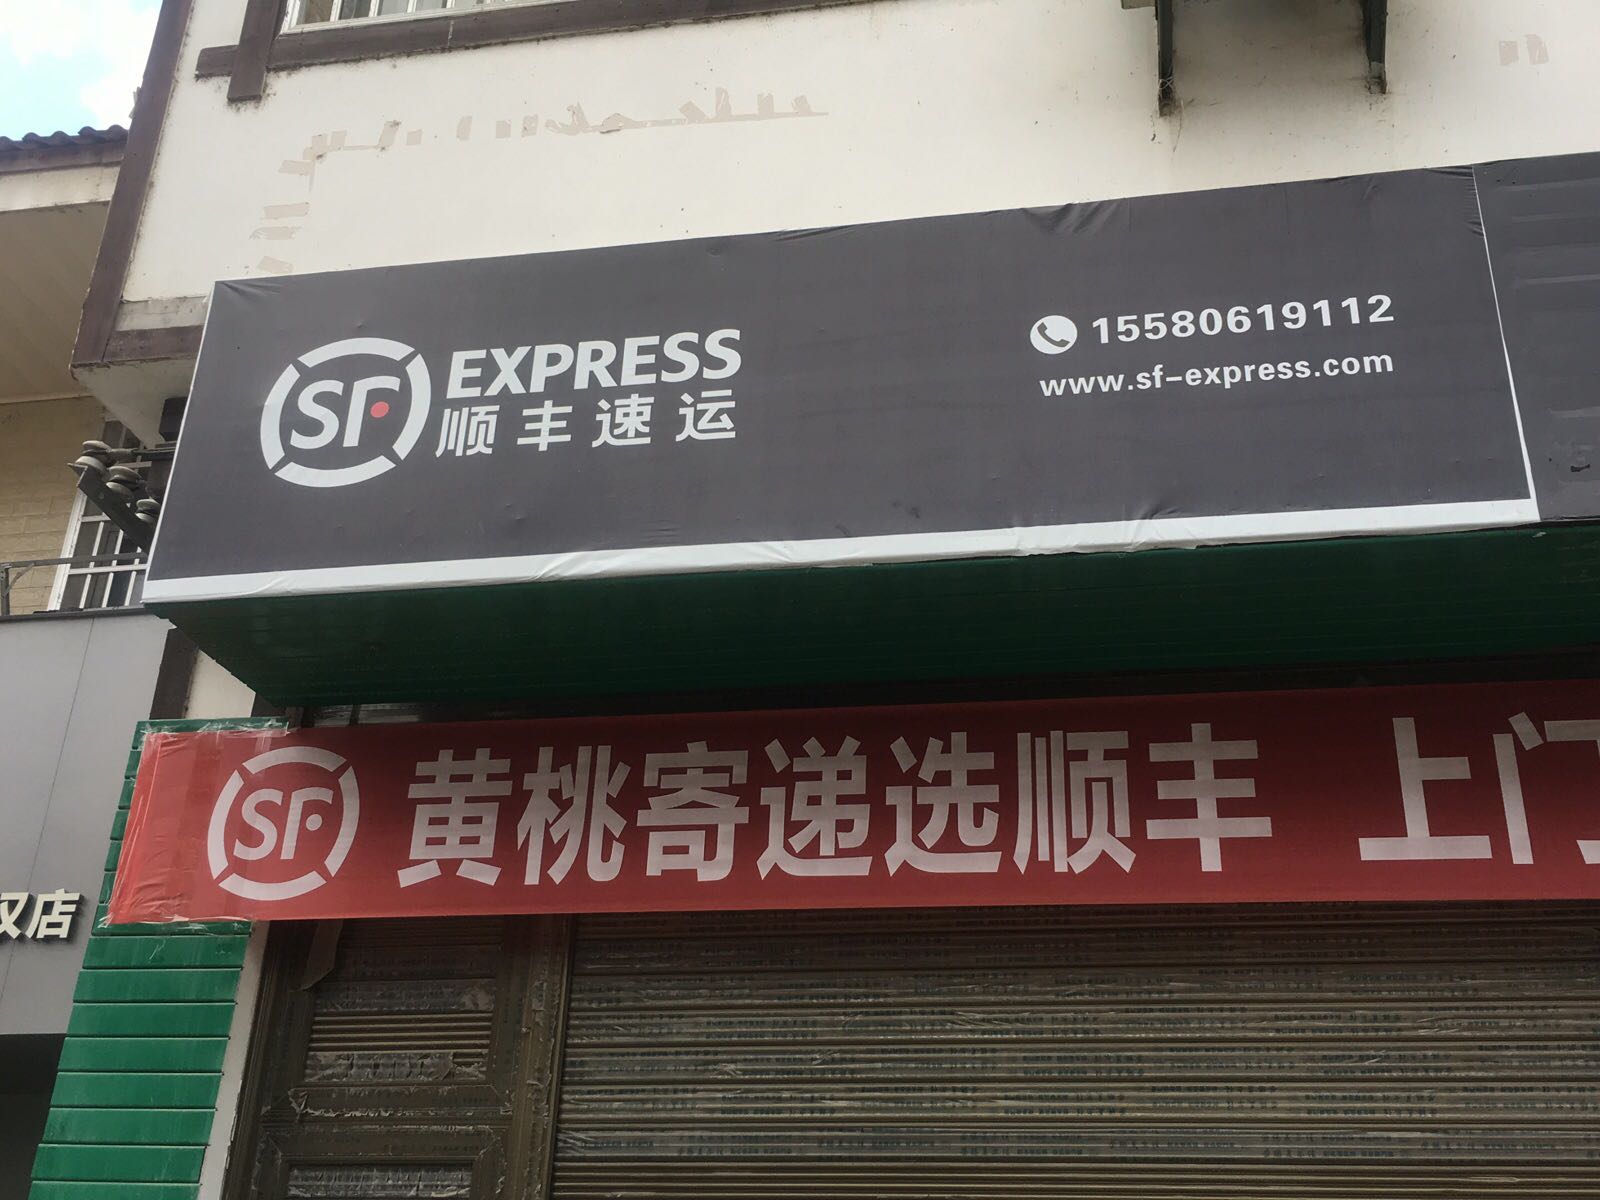 SF EXPRESS
顺丰速运
15580619112
www.sf-express.com
SF 黄桃寄递选顺丰 上门
店